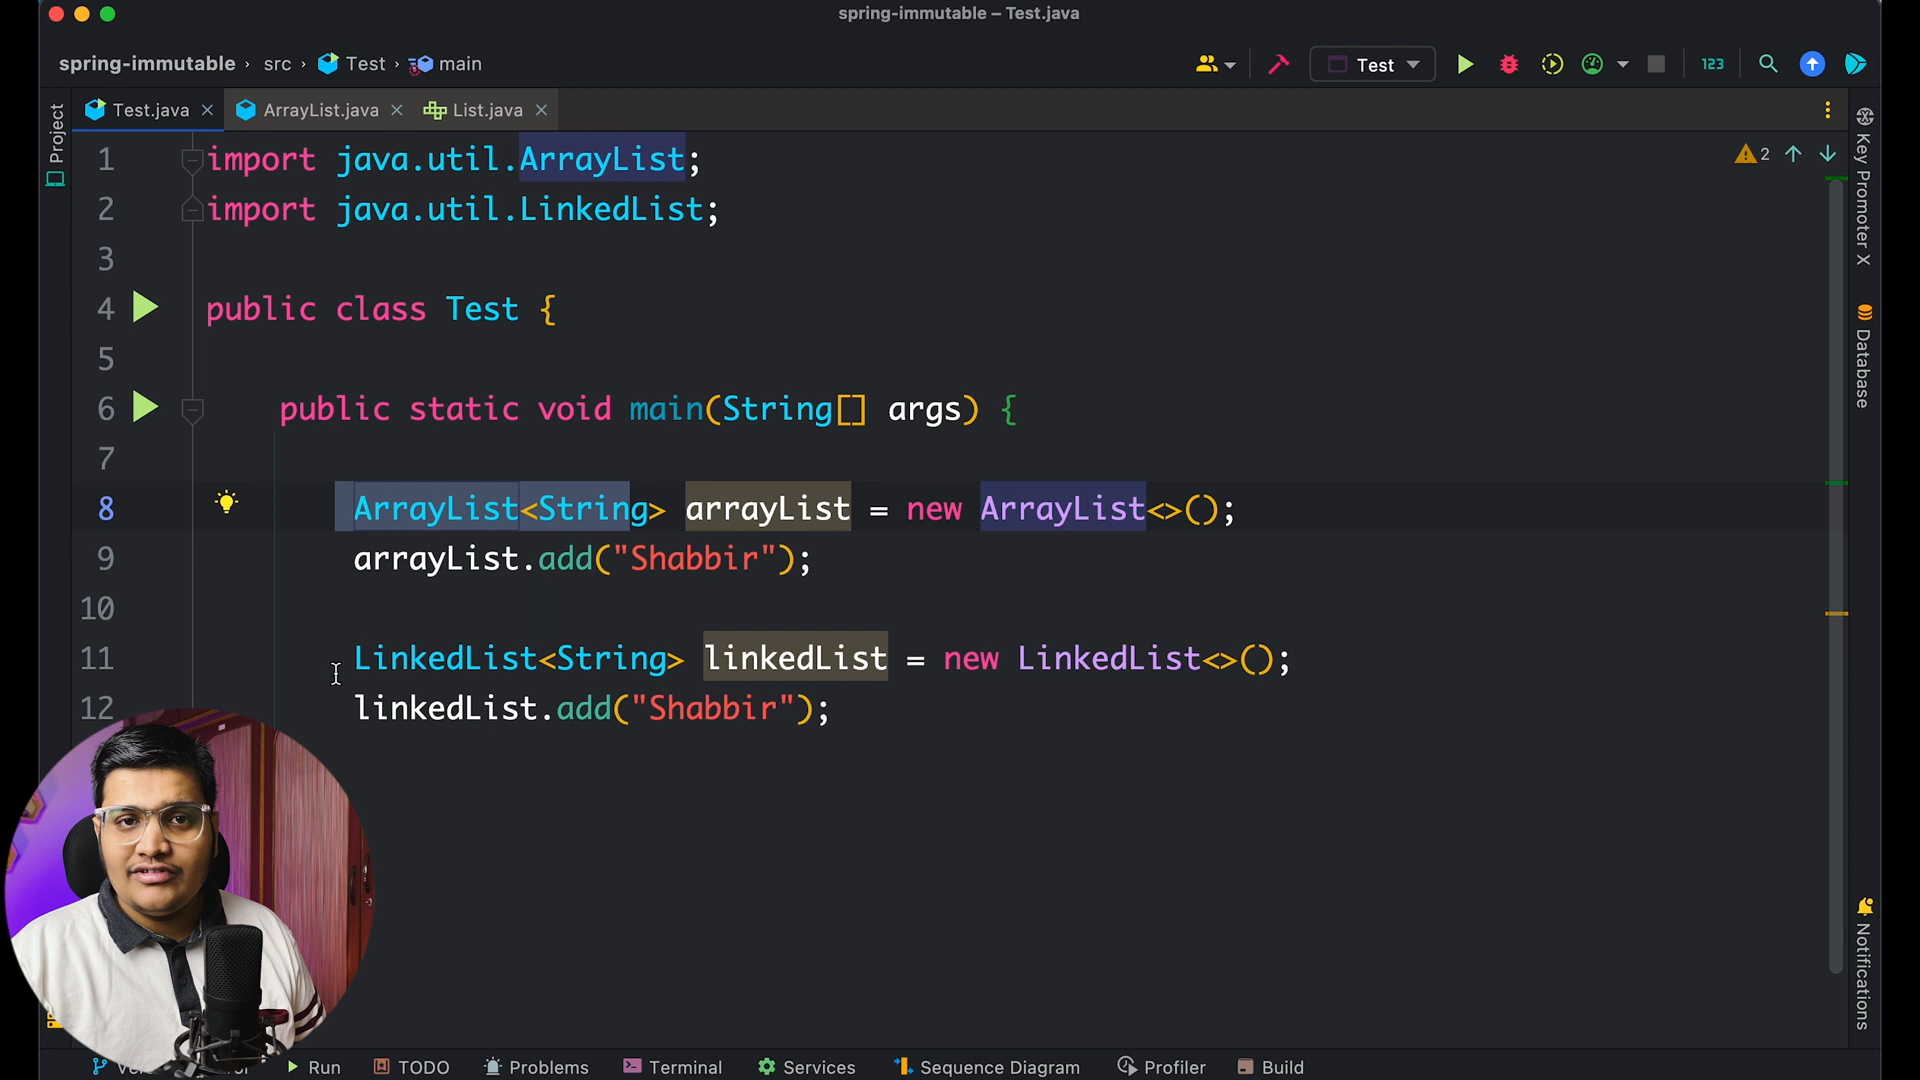 spring-immutable – Test.java
spring-immutable › src › Test › main
Test
123
Test.java
ArrayList.java
List.java
Project
Key Promoter X
Database
Notifications
2
1 import java.util.ArrayList;
2 import java.util.LinkedList;
3
4 public class Test {
5
6 public static void main(String[] args) {
7
8 ArrayList<String> arrayList = new ArrayList<>();
9 arrayList.add("Shabbir");
10
11 LinkedList<String> linkedList = new LinkedList<>();
12 linkedList.add("Shabbir");
Run TODO Problems Terminal Services Sequence Diagram Profiler Build